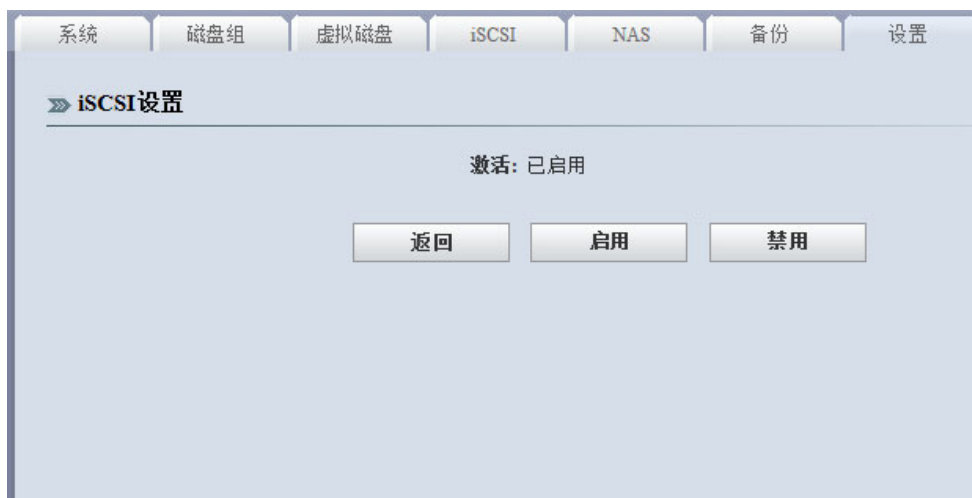 系统 磁盘组 虚拟磁盘 iSCSI NAS 备份 设置
iSCSI设置
激活: 已启用
返回 启用 禁用